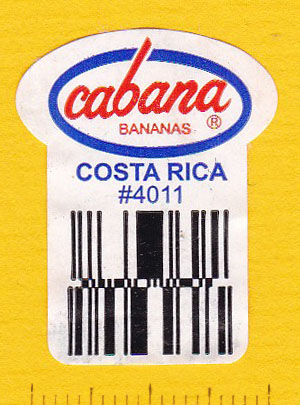 cabana
BANANAS ®
COSTA RICA
#4011